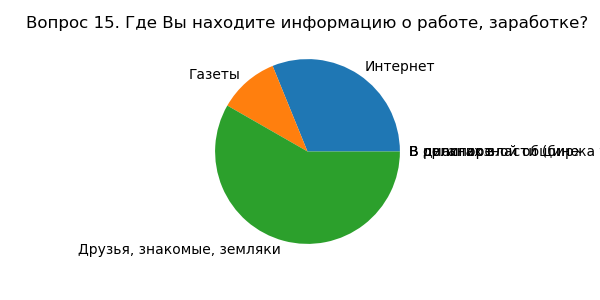 Вопрос 15. Где Вы находите информацию о работе, заработке?
Интернет
Газеты
Друзья, знакомые, земляки